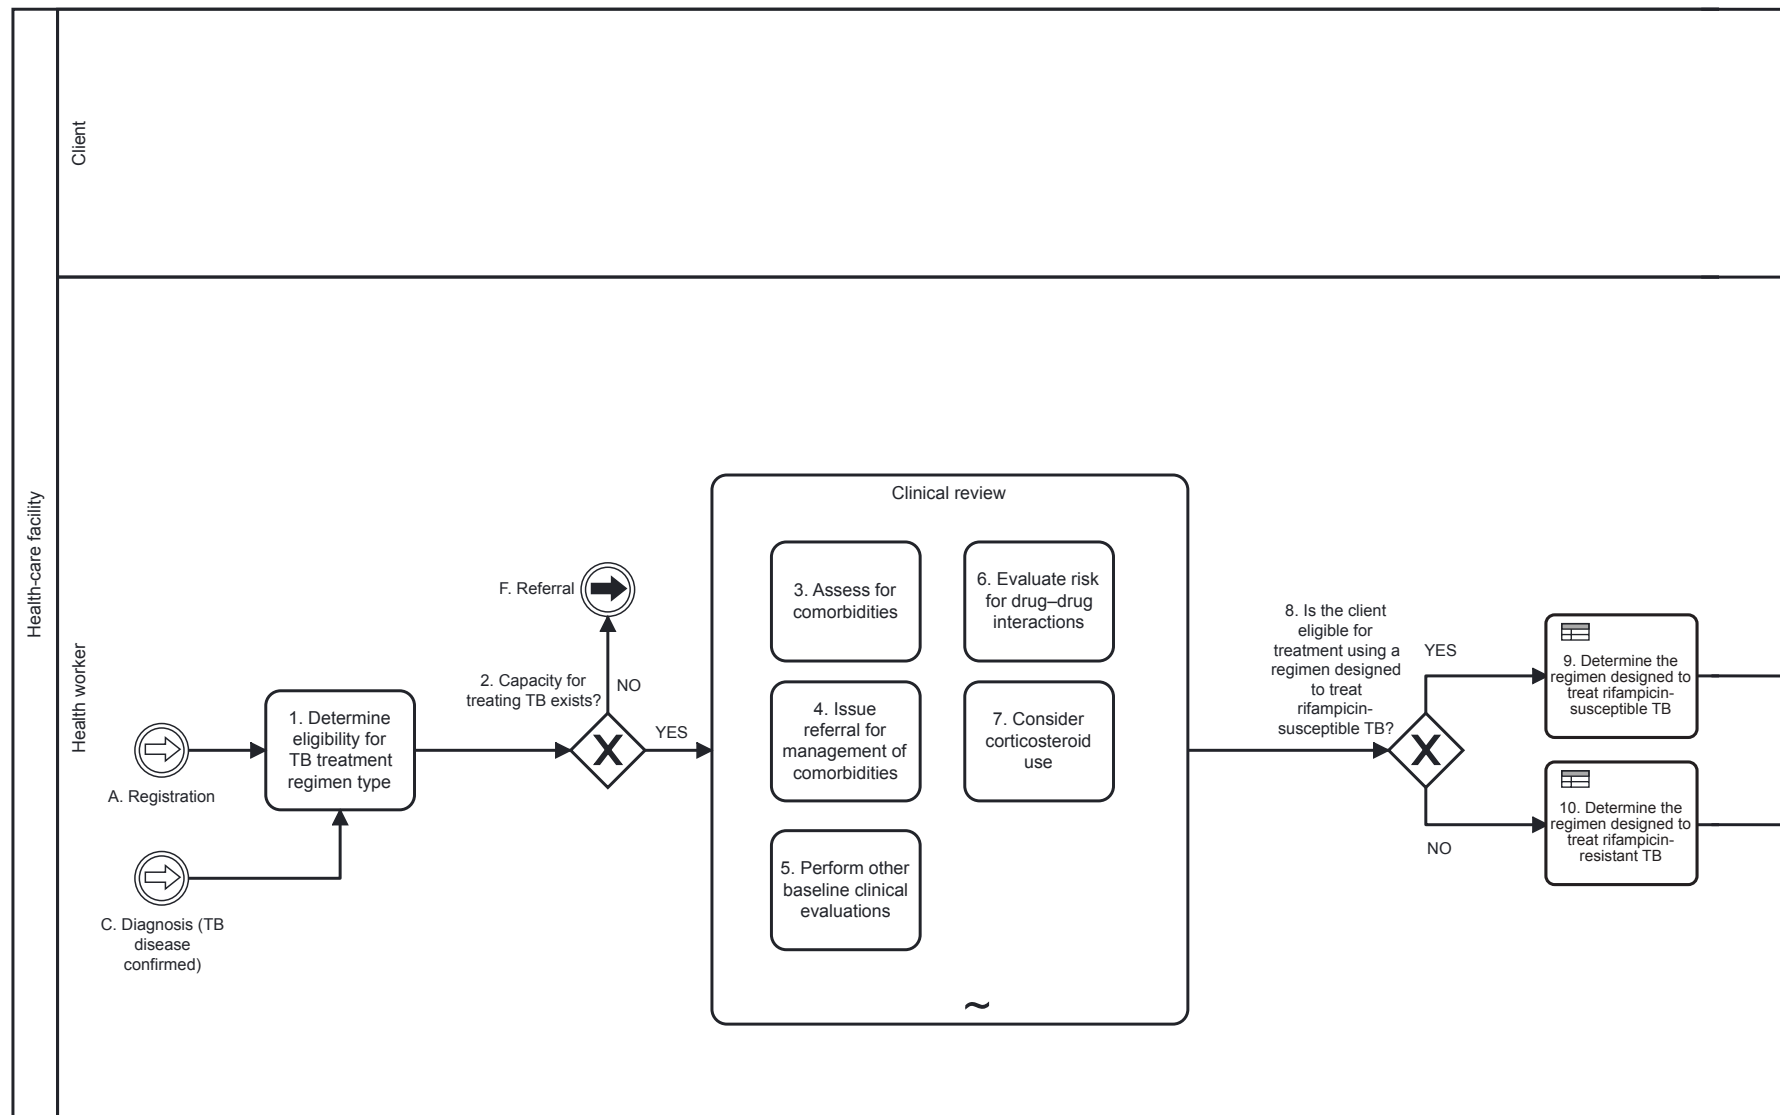 Health-care facility
Client
Health worker
A. Registration
C. Diagnosis (TB
disease
confirmed)
1. Determine
eligibility for
TB treatment
regimen type
2. Capacity for
treating TB exists?
NO
F. Referral
YES
Clinical review
3. Assess for
comorbidities
4. Issue
referral for
management of
comorbidities
5. Perform other
baseline clinical
evaluations
6. Evaluate risk
for drug–drug
interactions
7. Consider
corticosteroid
use
~
8. Is the client
eligible for
treatment using a
regimen designed
to treat
rifampicin-
susceptible TB?
YES
9. Determine the
regimen designed to
treat rifampicin-
susceptible TB
NO
10. Determine the
regimen designed to
treat rifampicin-
resistant TB